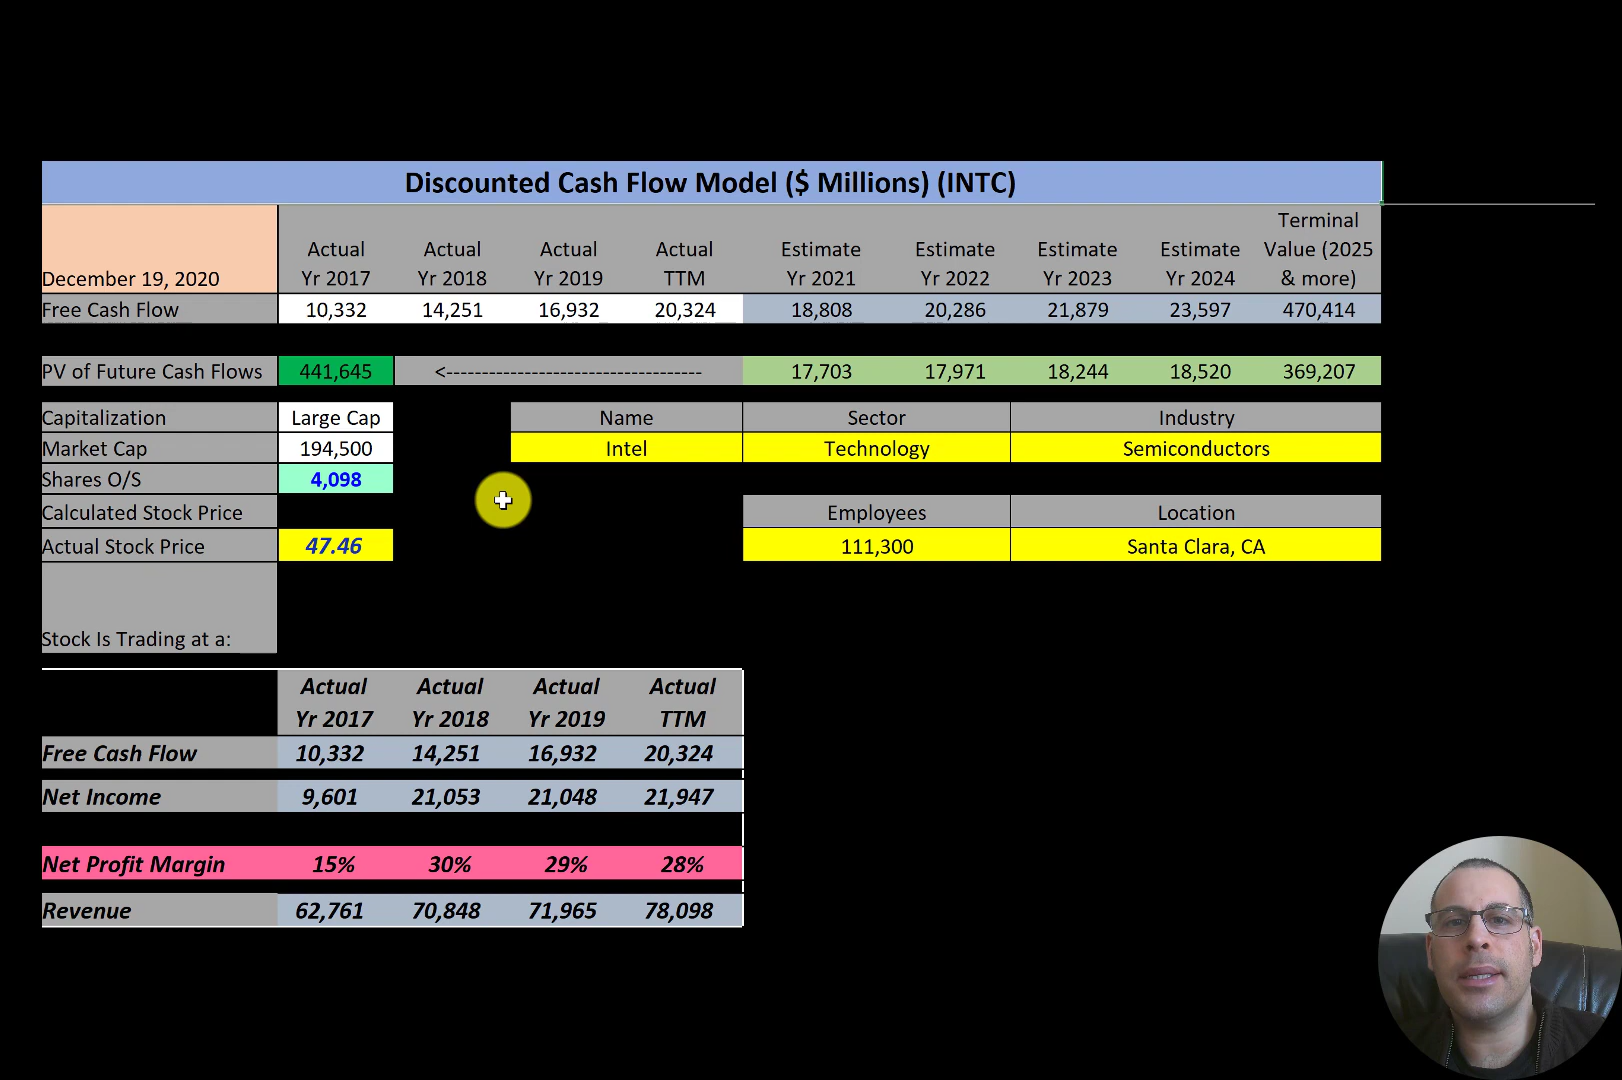 Discounted Cash Flow Model ($ Millions) (INTC)
December 19, 2020 Actual Yr 2017 Actual Yr 2018 Actual Yr 2019 Actual TTM Estimate Yr 2021 Estimate Yr 2022 Estimate Yr 2023 Estimate Yr 2024 Terminal Value (2025 & more)
Free Cash Flow 10,332 14,251 16,932 20,324 18,808 20,286 21,879 23,597 470,414
PV of Future Cash Flows 441,645 <------------------------------------ 17,703 17,971 18,244 18,520 369,207
Capitalization Large Cap Name Sector Industry
Market Cap 194,500 Intel Technology Semiconductors
Shares O/S 4,098
Calculated Stock Price Employees Location
Actual Stock Price 47.46 111,300 Santa Clara, CA
Stock Is Trading at a:
Actual Yr 2017 Actual Yr 2018 Actual Yr 2019 Actual TTM
Free Cash Flow 10,332 14,251 16,932 20,324
Net Income 9,601 21,053 21,048 21,947
Net Profit Margin 15% 30% 29% 28%
Revenue 62,761 70,848 71,965 78,098